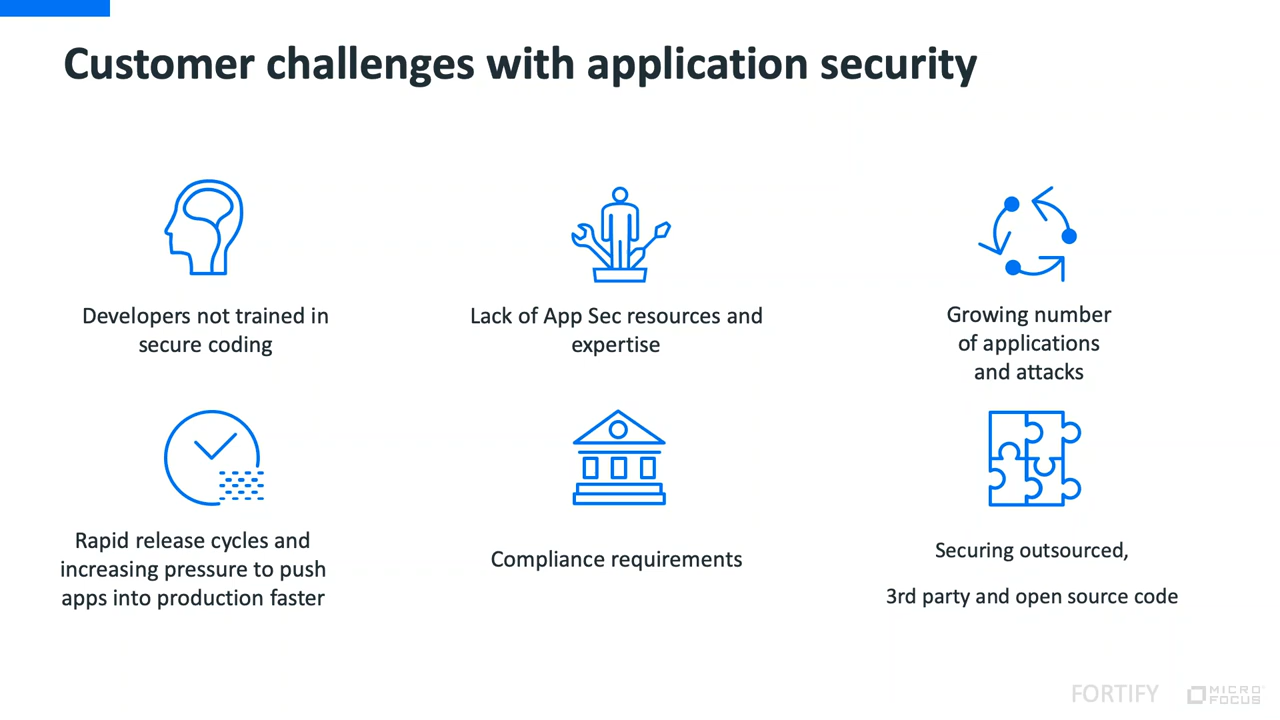 Customer challenges with application security
Developers not trained in
secure coding
Lack of App Sec resources and
expertise
Growing number
of applications
and attacks
Rapid release cycles and
increasing pressure to push
apps into production faster
Compliance requirements
Securing outsourced,
3rd party and open source code
FORTIFY
MICRO
FOCUS